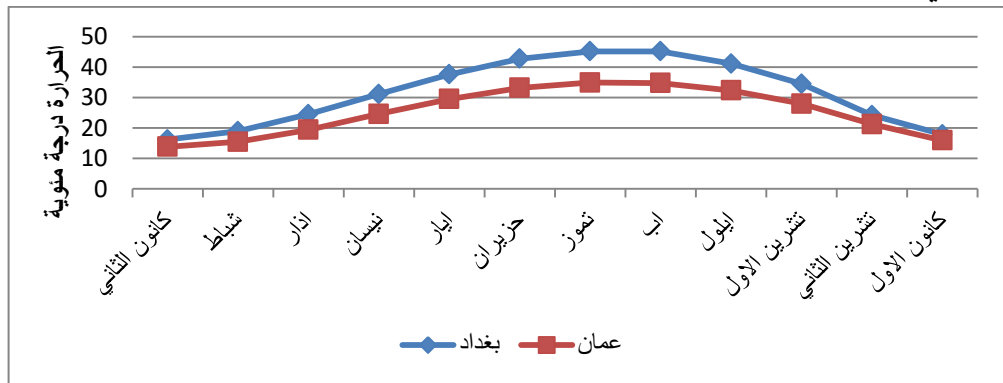 الحرارة درجة مئوية
50
40
30
20
10
0
كانون الثاني
شباط
اذار
نيسان
ايار
حزيران
تموز
اب
ايلول
تشرين الاول
تشرين الثاني
كانون الاول
بغداد
عمان